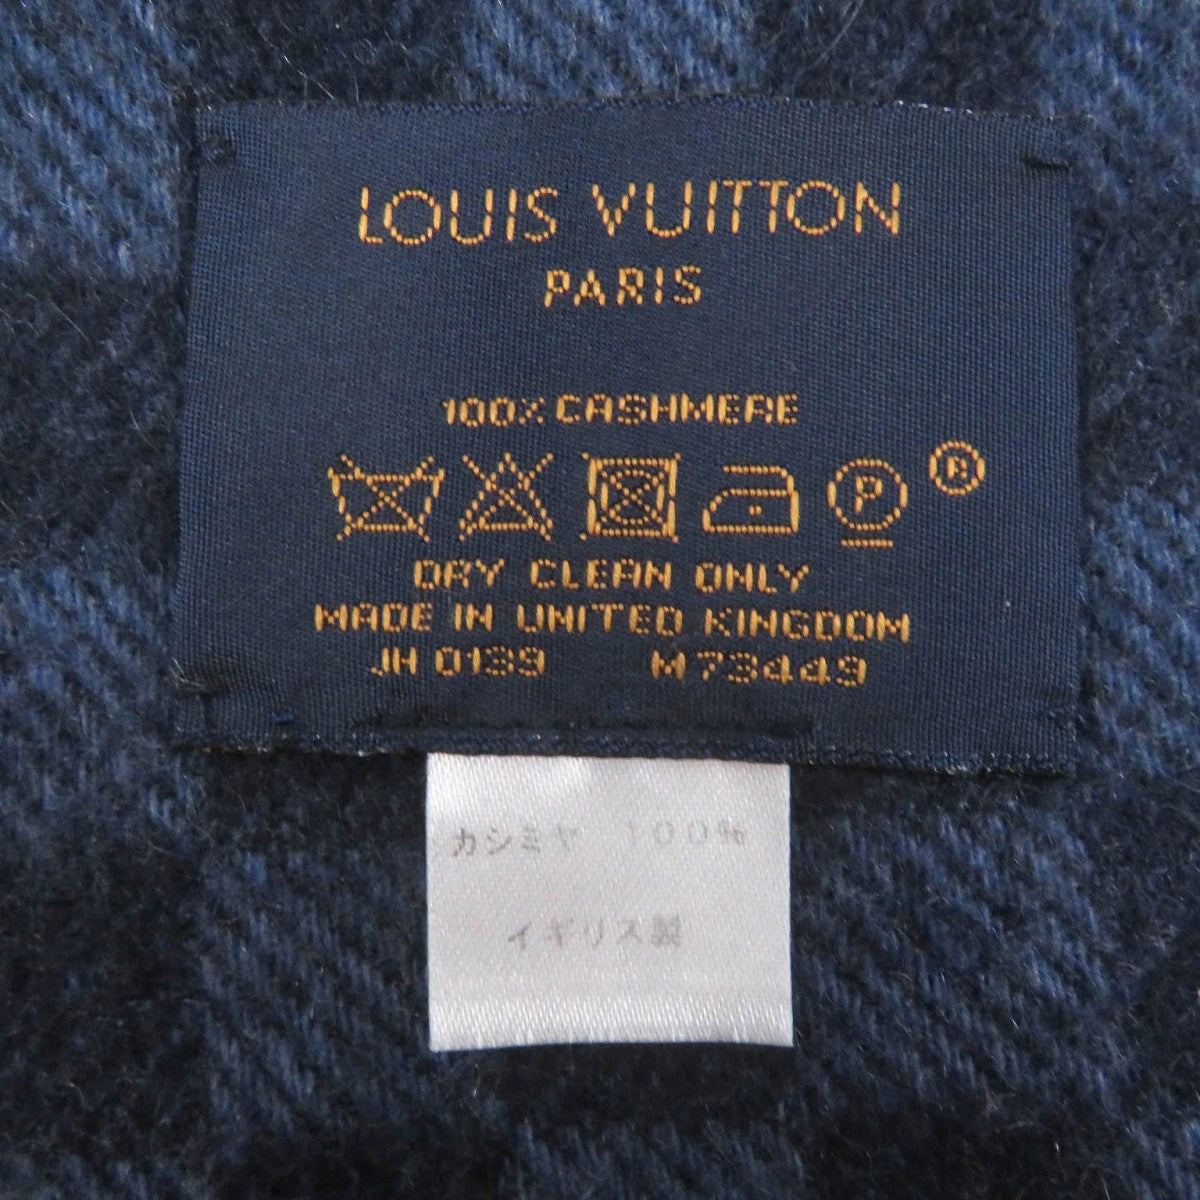 LOUIS VUITTON
PARIS
100% CASHMERE
P ®
DRY CLEAN ONLY
MADE IN UNITED KINGDOM
JH 0139 M73449
カシミヤ 100%
イギリス製